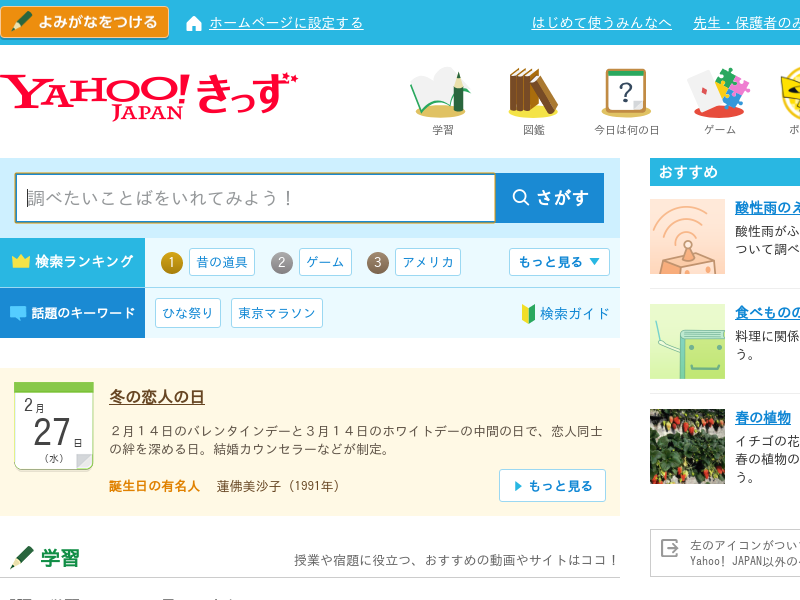 よみがなをつける
ホームページに設定する
はじめて使うみんなへ
先生・保護者のみ
YAHOO!きっず
JAPAN
学習
図鑑
今日は何の日
ゲーム
ボ
調べたいことばをいれてみよう！
さがす
検索ランキング
1 昔の道具
2 ゲーム
3 アメリカ
もっと見る
話題のキーワード
ひな祭り
東京マラソン
検索ガイド
2月
27日
（水）
冬の恋人の日
２月１４日のバレンタインデーと３月１４日のホワイトデーの中間の日で、恋人同士
の絆を深める日。結婚カウンセラーなどが制定。
誕生日の有名人 蓮佛美沙子（1991年）
もっと見る
学習
授業や宿題に役立つ、おすすめの動画やサイトはココ！
おすすめ
酸性雨のえ
酸性雨がふ
ついて調べ
食べものの
料理に関係
う。
春の植物
イチゴの花
春の植物の
う。
左のアイコンがつい
Yahoo! JAPAN以外の